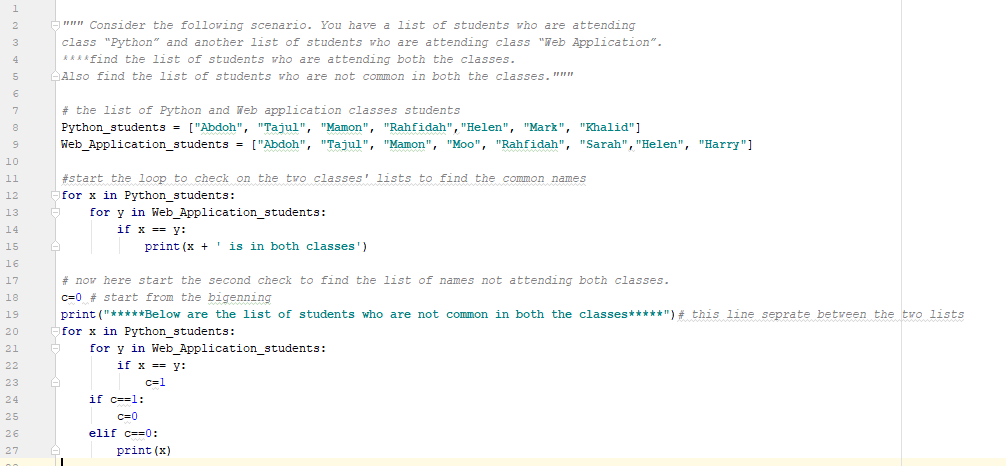 1
2 """ Consider the following scenario. You have a list of students who are attending
3 class “Python” and another list of students who are attending class “Web Application”.
4 ****find the list of students who are attending both the classes.
5 Also find the list of students who are not common in both the classes."""
6
7 # the list of Python and Web application classes students
8 Python_students = ["Abdoh", "Tajul", "Mamon", "Rahfidah","Helen", "Mark", "Khalid"]
9 Web_Application_students = ["Abdoh", "Tajul", "Mamon", "Moo", "Rahfidah", "Sarah","Helen", "Harry"]
10
11 #start the loop to check on the two classes' lists to find the common names
12 for x in Python_students:
13     for y in Web_Application_students:
14         if x == y:
15             print(x + ' is in both classes')
16
17 # now here start the second check to find the list of names not attending both classes.
18 c=0 # start from the bigenning
19 print("*****Below are the list of students who are not common in both the classes*****")# this line seprate between the two lists
20 for x in Python_students:
21     for y in Web_Application_students:
22         if x == y:
23             c=1
24     if c==1:
25         c=0
26     elif c==0:
27         print(x)